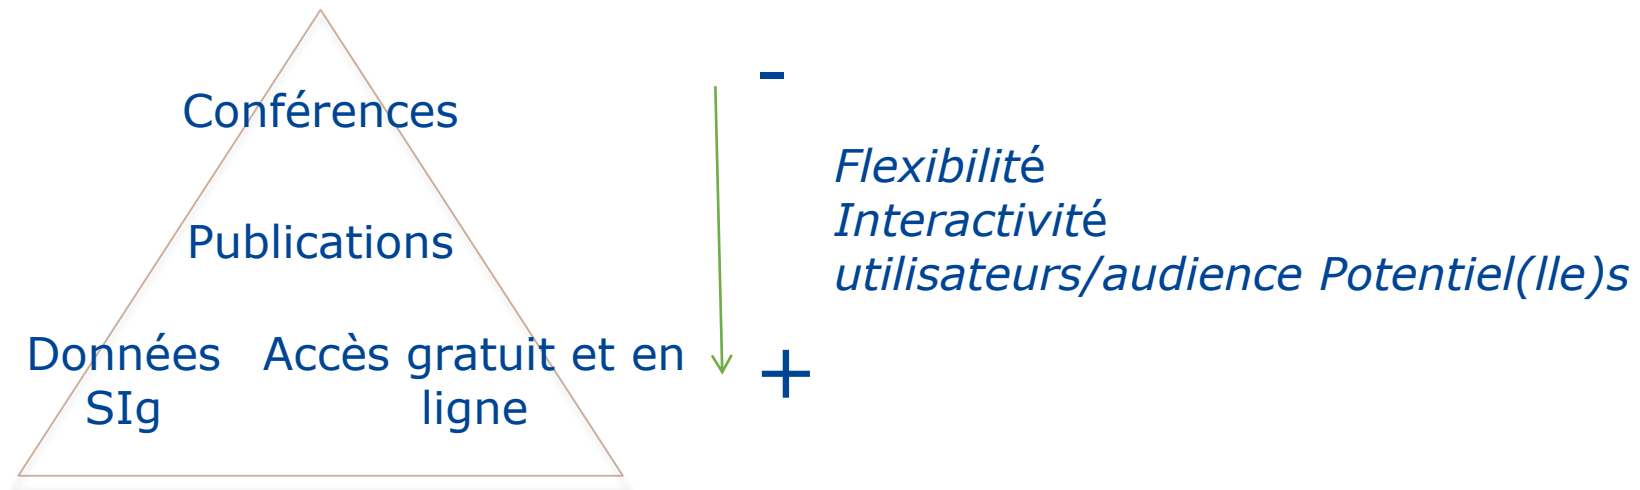 Conférences
Publications
Données SIg
Accès gratuit et en ligne
-
+
Flexibilité
Interactivité
utilisateurs/audience Potentiel(lle)s